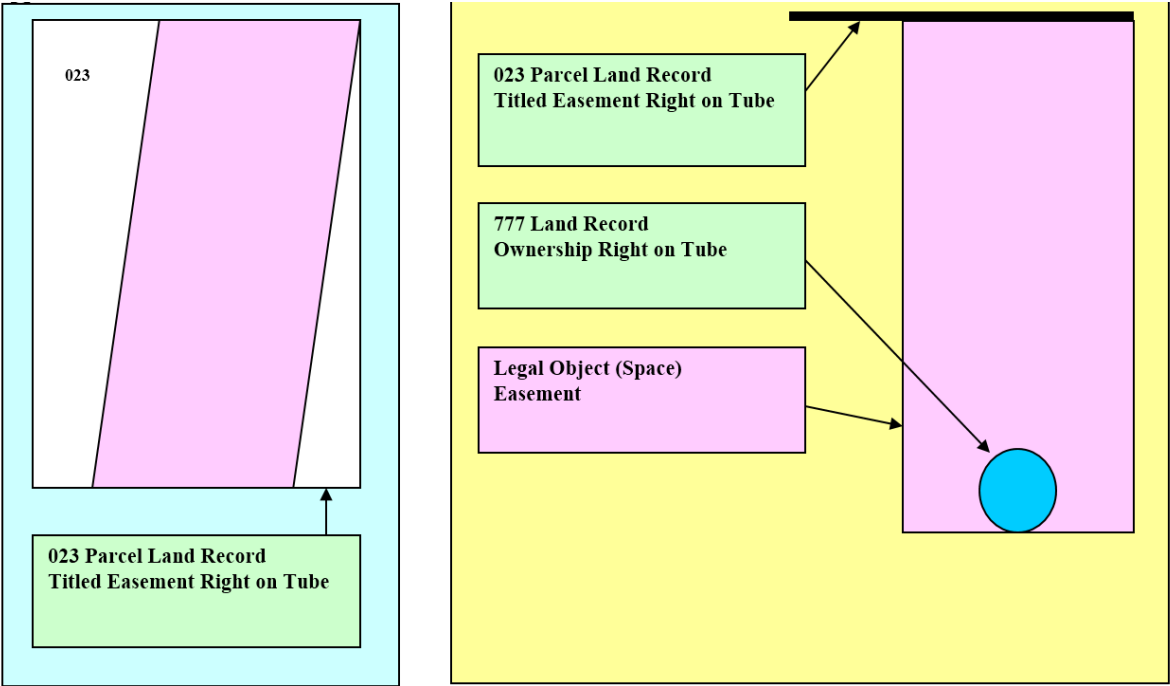 023
023 Parcel Land Record
Titled Easement Right on Tube
023 Parcel Land Record
Titled Easement Right on Tube
777 Land Record
Ownership Right on Tube
Legal Object (Space)
Easement